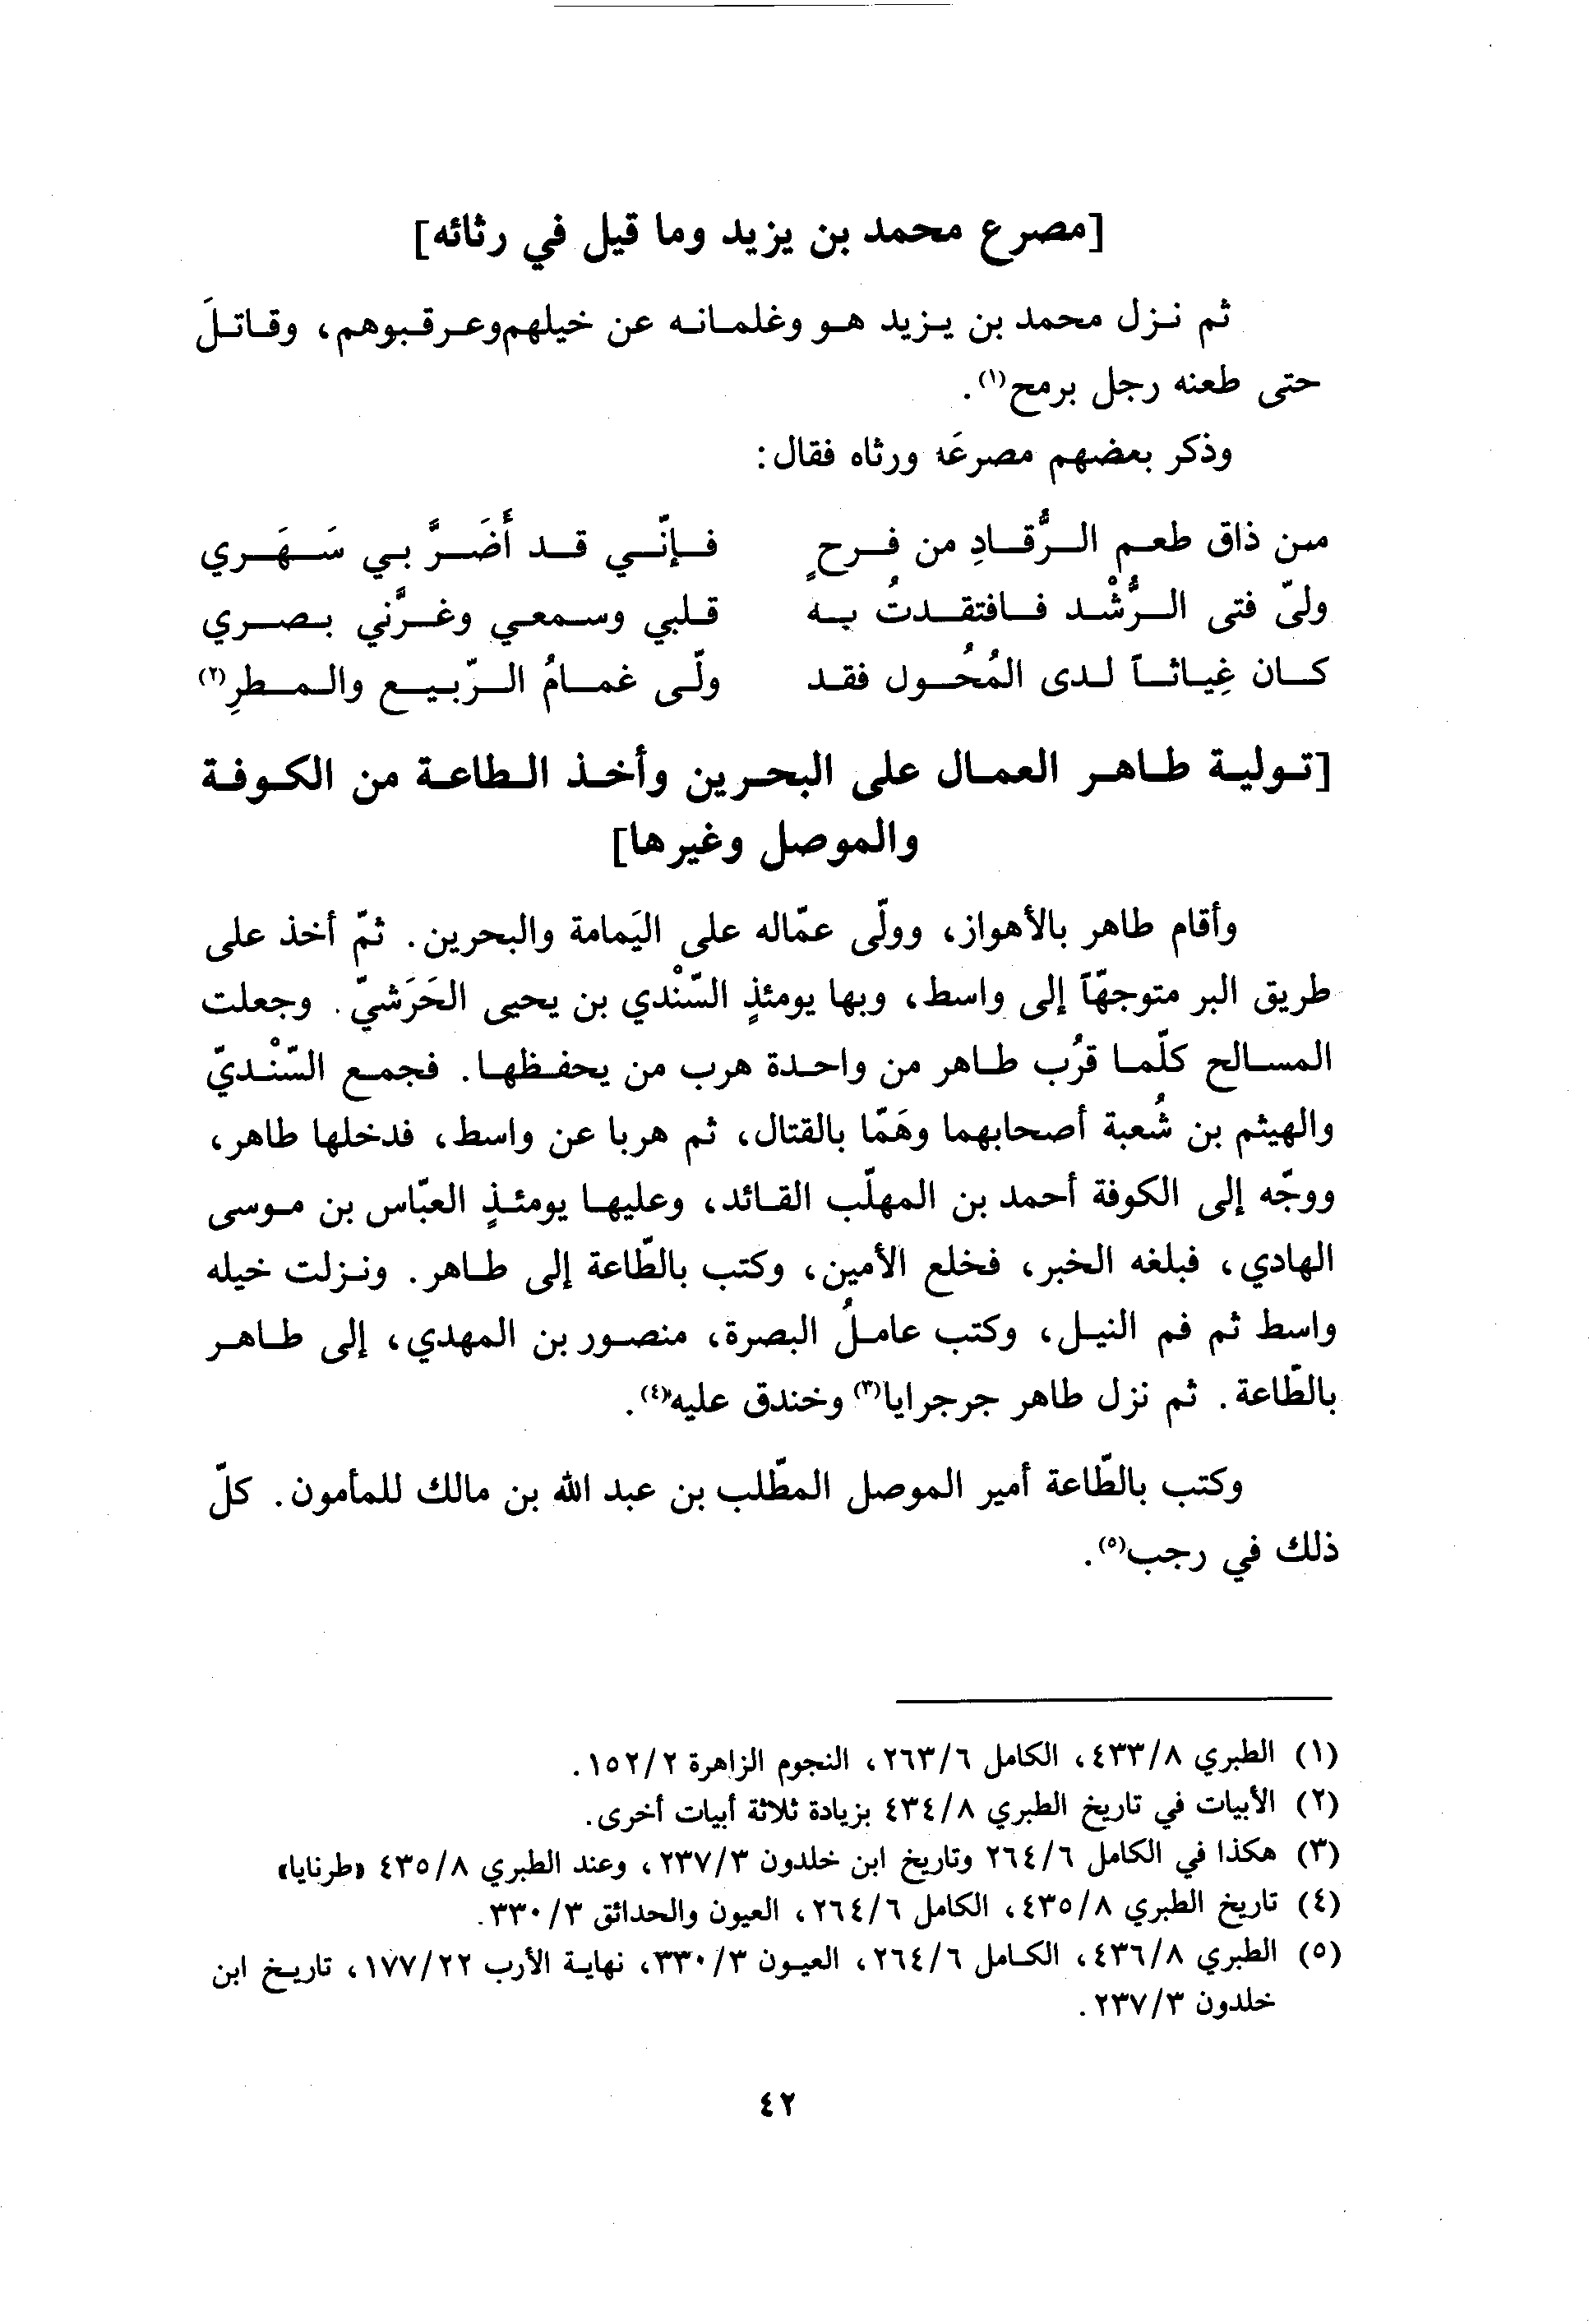 [مصرع محمد بن يزيد وما قيل في رثائه]
ثم نزل محمد بن يزيد هو وغلمانه عن خيلهم وعرقبوهم، وقاتلَ
حتى طعنه رجل برمح(١).
وذكر بعضهم مصرعَه ورثاه فقال:
من ذاق طعم الرُّقادِ من فرحٍ فإنّي قد أَضَرَّ بي سَهَري
ولىّ فتى الرُّشْد فافتقدتُ به قلبي وسمعي وغرَّني بصري
كان غِياثاً لدى المُحُول فقد ولّى غمامُ الرّبيع والمطرِ(٢)
[تولية طاهر العمال على البحرين وأخذ الطاعة من الكوفة
والموصل وغيرها]
وأقام طاهر بالأهواز، وولّى عمّاله على اليَمامة والبحرين. ثمّ أخذ على
طريق البر متوجهّاً إلى واسط، وبها يومئذٍ السّنْدي بن يحيى الحَرَشيّ. وجعلت
المسالح كلّما قرُب طاهر من واحدة هرب من يحفظها. فجمع السّنْديّ
والهيثم بن شُعبة أصحابهما وهَمّا بالقتال، ثم هربا عن واسط، فدخلها طاهر،
ووجّه إلى الكوفة أحمد بن المهلّب القائد، وعليها يومئذٍ العبّاس بن موسى
الهادي، فبلغه الخبر، فخلع الأمين، وكتب بالطّاعة إلى طاهر. ونزلت خيله
واسط ثم فم النيل، وكتب عاملُ البصرة، منصور بن المهدي، إلى طاهر
بالطّاعة. ثم نزل طاهر جرجرايا(٣) وخندق عليه(٤).
وكتب بالطّاعة أمير الموصل المطّلب بن عبد الله بن مالك للمأمون. كلّ
ذلك في رجب(٥).
(١) الطبري ٤٣٣/٨، الكامل ٢٦٣/٦، النجوم الزاهرة ١٥٢/٢.
(٢) الأبيات في تاريخ الطبري ٤٣٤/٨ بزيادة ثلاثة أبيات أخرى.
(٣) هكذا في الكامل ٢٦٤/٦ وتاريخ ابن خلدون ٢٣٧/٣، وعند الطبري ٤٣٥/٨ «طرنايا»
(٤) تاريخ الطبري ٤٣٥/٨، الكامل ٢٦٤/٦، العيون والحدائق ٣٣٠/٣.
(٥) الطبري ٤٣٦/٨، الكامل ٢٦٤/٦، العيون ٣٣٠/٣، نهاية الأرب ١٧٧/٢٢، تاريخ ابن
خلدون ٢٣٧/٣.
٤٢